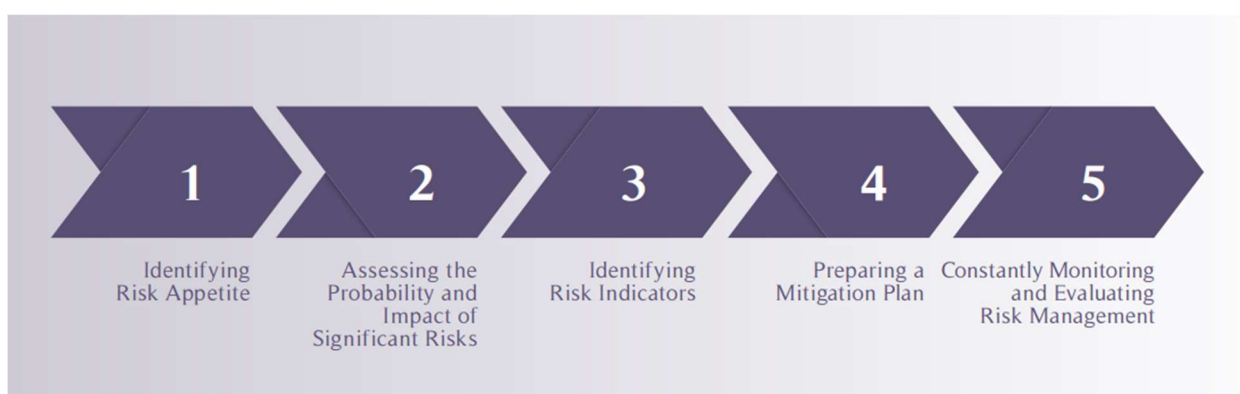 1
Identifying
Risk Appetite
2
Assessing the
Probability and
Impact of
Significant Risks
3
Identifying
Risk Indicators
4
Preparing a
Mitigation Plan
5
Constantly Monitoring
and Evaluating
Risk Management